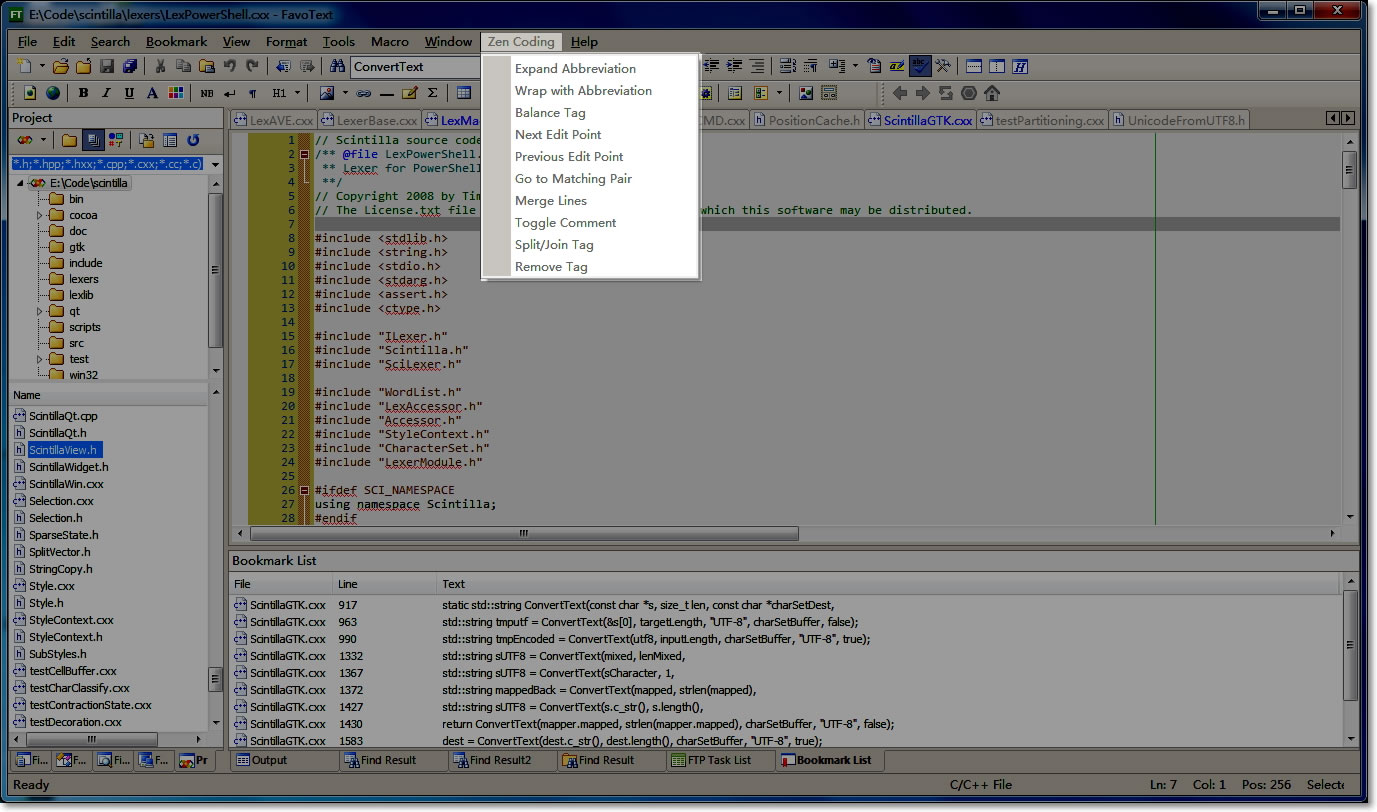 E:\Code\scintilla\lexers\LexPowerShell.cxx - FavoText
File Edit Search Bookmark View Format Tools Macro Window Zen Coding Help
ConvertText
NB H1
Expand Abbreviation
Wrap with Abbreviation
Balance Tag
Next Edit Point
Previous Edit Point
Go to Matching Pair
Merge Lines
Toggle Comment
Split/Join Tag
Remove Tag
Project
*.h;*.hpp;*.hxx;*.cpp;*.cxx;*.cc;*.c)
E:\Code\scintilla
bin
cocoa
doc
gtk
include
lexers
lexlib
qt
scripts
src
test
win32
Name
ScintillaQt.cpp
ScintillaQt.h
ScintillaView.h
ScintillaWidget.h
ScintillaWin.cxx
Selection.cxx
Selection.h
SparseState.h
SplitVector.h
StringCopy.h
Style.cxx
Style.h
StyleContext.cxx
StyleContext.h
SubStyles.h
testCellBuffer.cxx
testCharClassify.cxx
testContractionState.cxx
testDecoration.cxx
Fi... F... Fi... F... Pr
LexAVE.cxx LexerBase.cxx LexMa CMD.cxx PositionCache.h ScintillaGTK.cxx testPartitioning.cxx UnicodeFromUTF8.h
1 // Scintilla source code
2 /** @file LexPowerShell.
3 ** Lexer for PowerShell
4 **/
5 // Copyright 2008 by Tim
6 // The License.txt file which this software may be distributed.
7
8 #include <stdlib.h>
9 #include <string.h>
10 #include <stdio.h>
11 #include <stdarg.h>
12 #include <assert.h>
13 #include <ctype.h>
14
15 #include "ILexer.h"
16 #include "Scintilla.h"
17 #include "SciLexer.h"
18
19 #include "WordList.h"
20 #include "LexAccessor.h"
21 #include "Accessor.h"
22 #include "StyleContext.h"
23 #include "CharacterSet.h"
24 #include "LexerModule.h"
25
26 #ifdef SCI_NAMESPACE
27 using namespace Scintilla;
28 #endif
Bookmark List
File Line Text
ScintillaGTK.cxx 917 static std::string ConvertText(const char *s, size_t len, const char *charSetDest,
ScintillaGTK.cxx 963 std::string tmputf = ConvertText(&s[0], targetLength, "UTF-8", charSetBuffer, false);
ScintillaGTK.cxx 990 std::string tmpEncoded = ConvertText(utf8, inputLength, charSetBuffer, "UTF-8", true);
ScintillaGTK.cxx 1332 std::string sUTF8 = ConvertText(mixed, lenMixed,
ScintillaGTK.cxx 1367 std::string sUTF8 = ConvertText(sCharacter, 1,
ScintillaGTK.cxx 1372 std::string mappedBack = ConvertText(mapped, strlen(mapped),
ScintillaGTK.cxx 1427 std::string sUTF8 = ConvertText(s.c_str(), s.length(),
ScintillaGTK.cxx 1430 return ConvertText(mapper.mapped, strlen(mapper.mapped), charSetBuffer, "UTF-8", false);
ScintillaGTK.cxx 1583 dest = ConvertText(dest.c_str(), dest.length(), charSetBuffer, "UTF-8", true);
Output Find Result Find Result2 Find Result FTP Task List Bookmark List
Ready C/C++ File Ln: 7 Col: 1 Pos: 256 Selecte